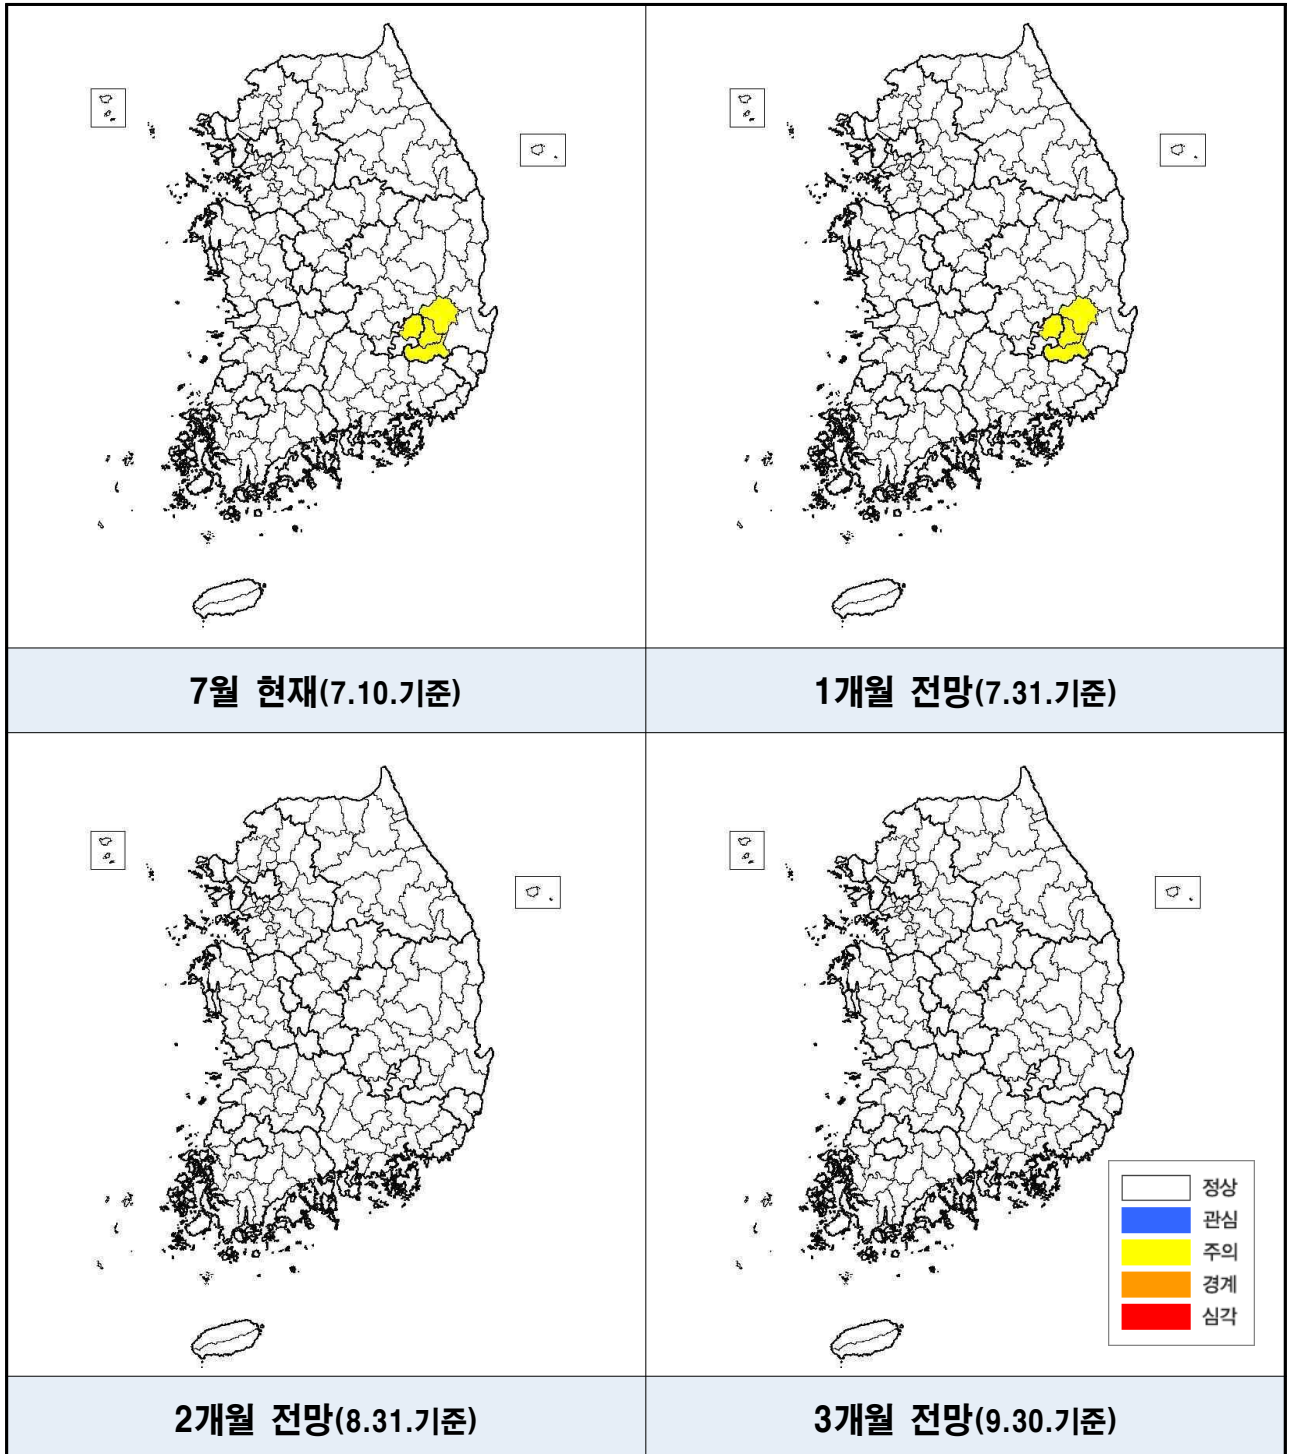 7월 현재(7.10.기준)
1개월 전망(7.31.기준)
정상
관심
주의
경계
심각
2개월 전망(8.31.기준)
3개월 전망(9.30.기준)